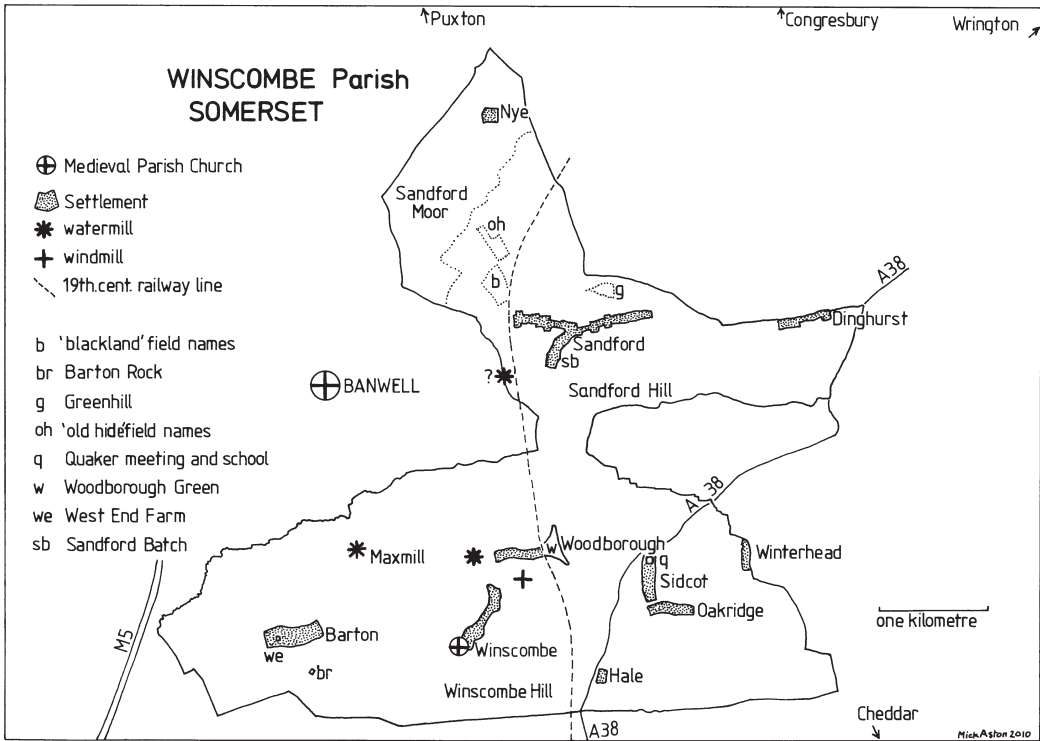 Puxton
Congresbury
Wrington
WINSCOMBE Parish
SOMERSET
Medieval Parish Church
Settlement
watermill
windmill
19th.cent. railway line
b 'blackland' field names
br Barton Rock
g Greenhill
oh 'old hide' field names
q Quaker meeting and school
w Woodborough Green
we West End Farm
sb Sandford Batch
Nye
Sandford
Moor
oh
b
g
A38
Dinghurst
Sandford
sb
?
Sandford Hill
BANWELL
A 38
Maxmill
w
Woodborough
q
Winterhead
Sidcot
Oakridge
one kilometre
M5
Barton
we
br
Winscombe
Winscombe Hill
Hale
A38
Cheddar
Mick Aston 2010